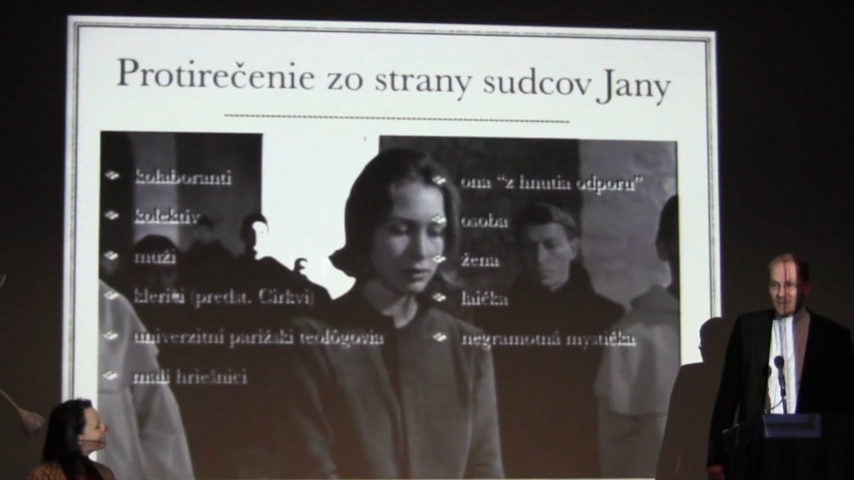 Protirečenie zo strany sudcov Jany
kolaboranti
kolektív
muži
klerici (predst. Cirkvi)
univerzitní parížski teológovia
mdlí hriešnici
ona “z hnutia odporu”
osoba
žena
laička
negramotná mystička